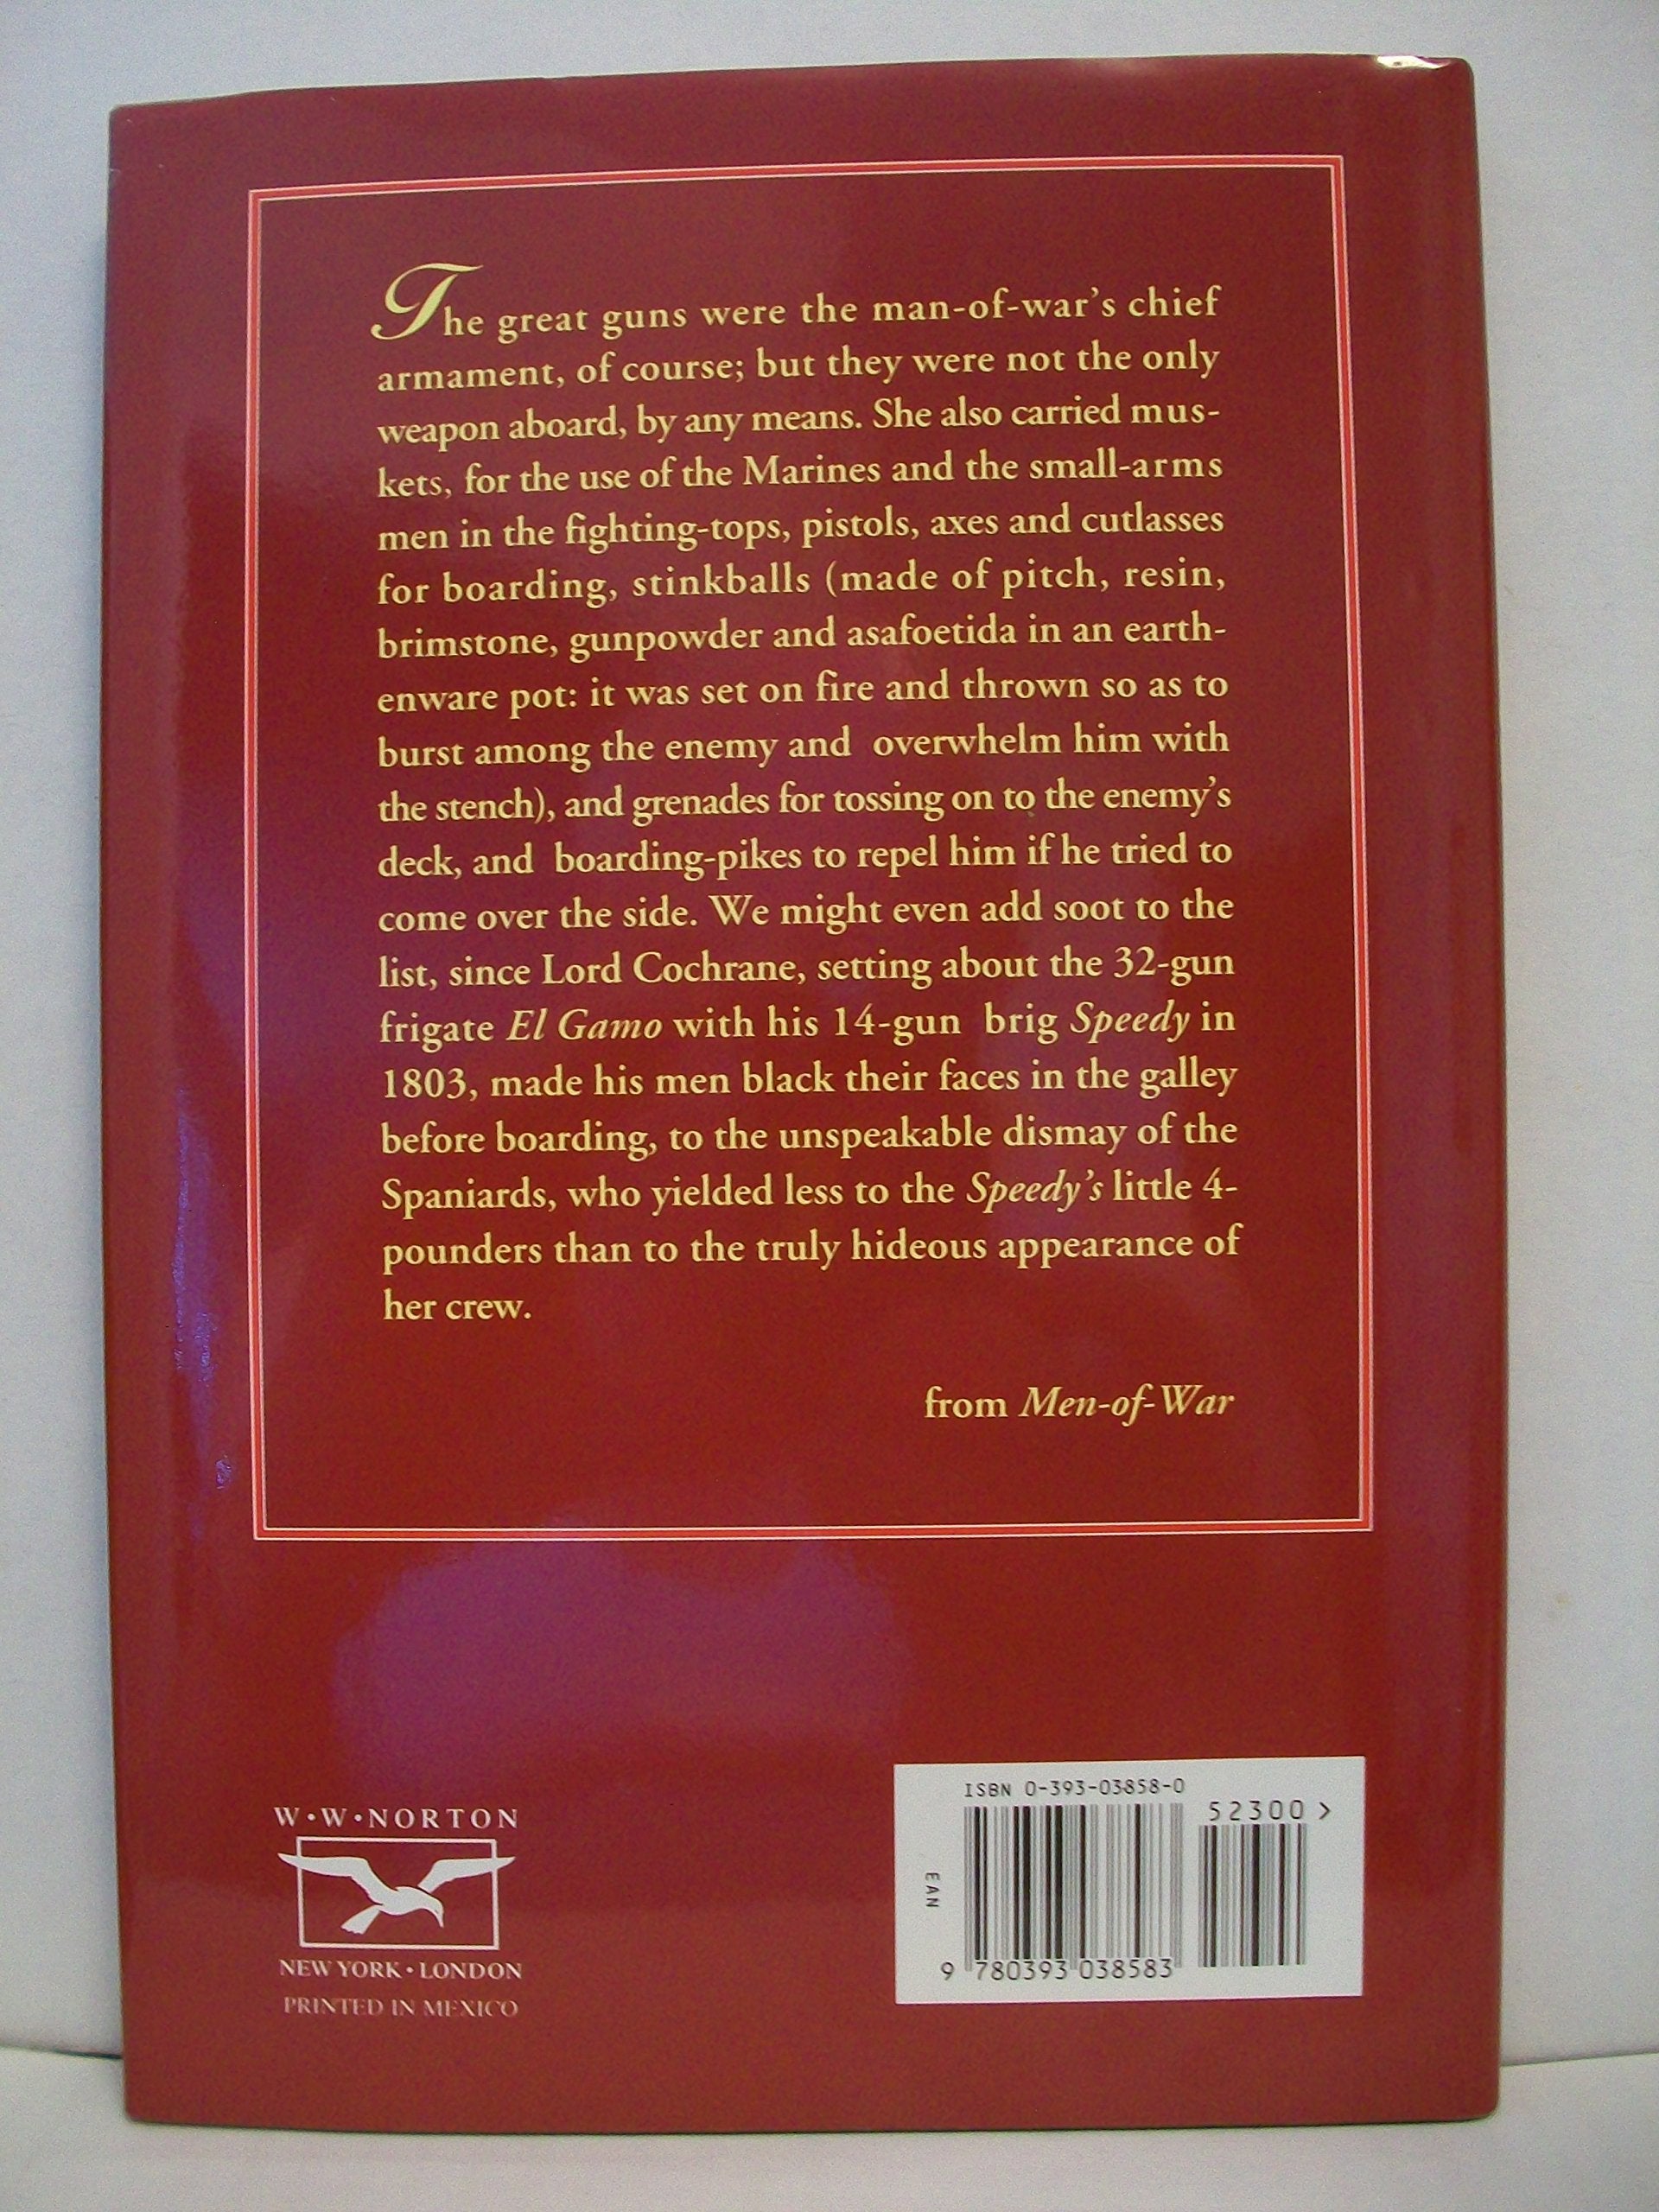 The great guns were the man-of-war's chief
armament, of course; but they were not the only
weapon aboard, by any means. She also carried mus-
kets, for the use of the Marines and the small-arms
men in the fighting-tops, pistols, axes and cutlasses
for boarding, stinkballs (made of pitch, resin,
brimstone, gunpowder and asafoetida in an earth-
enware pot: it was set on fire and thrown so as to
burst among the enemy and overwhelm him with
the stench), and grenades for tossing on to the enemy's
deck, and boarding-pikes to repel him if he tried to
come over the side. We might even add soot to the
list, since Lord Cochrane, setting about the 32-gun
frigate El Gamo with his 14-gun brig Speedy in
1803, made his men black their faces in the galley
before boarding, to the unspeakable dismay of the
Spaniards, who yielded less to the Speedy's little 4-
pounders than to the truly hideous appearance of
her crew.
from Men-of-War
W·W·NORTON
NEW YORK·LONDON
PRINTED IN MEXICO
ISBN 0-393-03858-0
52300 >
EAN
9 780393 038583